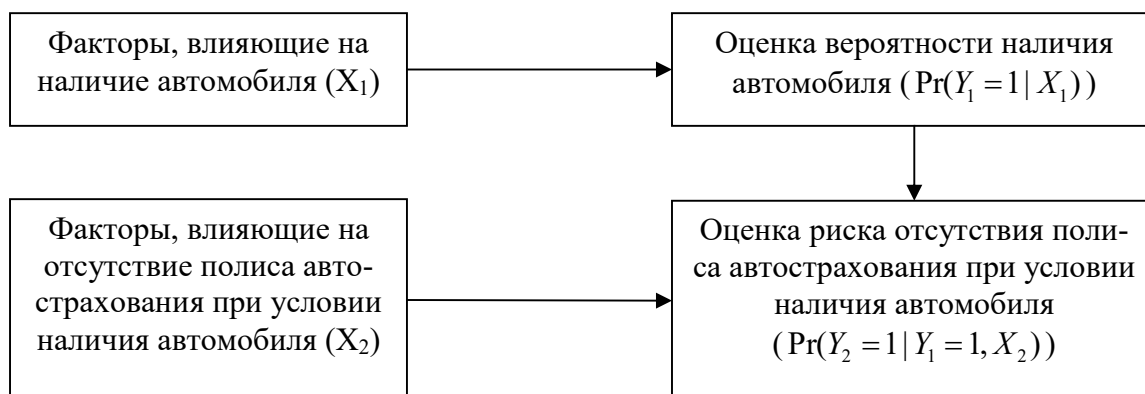 Факторы, влияющие на
наличие автомобиля (X₁)
Оценка вероятности наличия
автомобиля ( Pr(Y₁ = 1 | X₁) )
Факторы, влияющие на
отсутствие полиса авто-
страхования при условии
наличия автомобиля (X₂)
Оценка риска отсутствия поли-
са автострахования при условии
наличия автомобиля
( Pr(Y₂ = 1 | Y₁ = 1, X₂) )